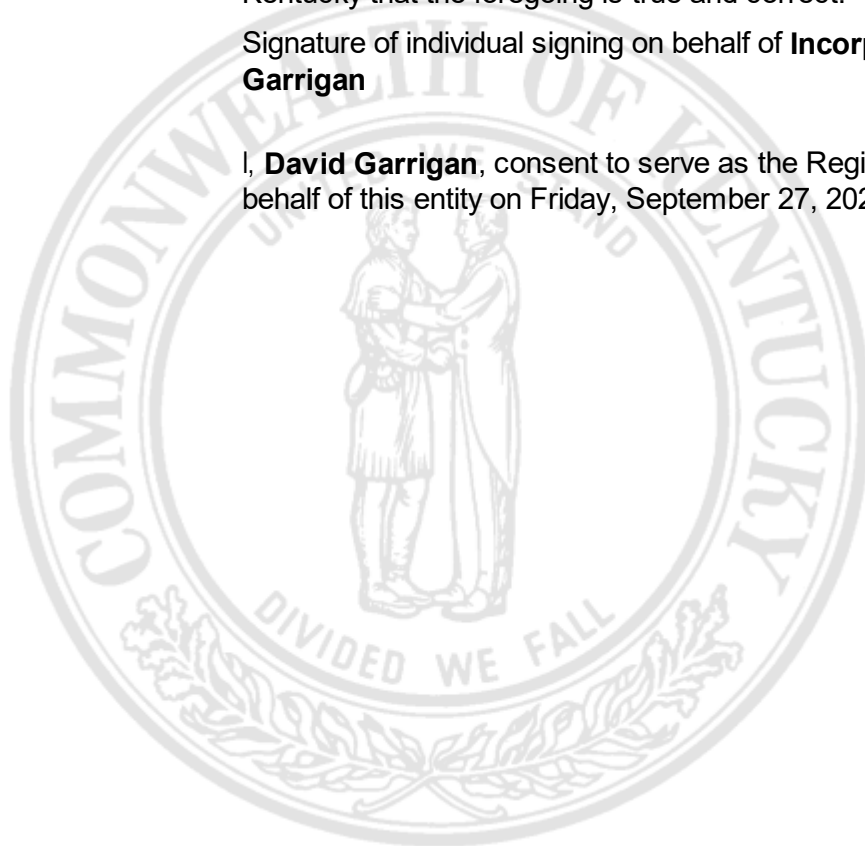 Kentucky that the foregoing is true and correct.
Signature of individual signing on behalf of Incorp
Garrigan
I, David Garrigan, consent to serve as the Regi
behalf of this entity on Friday, September 27, 202
COMMONWEALTH OF KENTUCKY
UNITED WE STAND
DIVIDED WE FALL